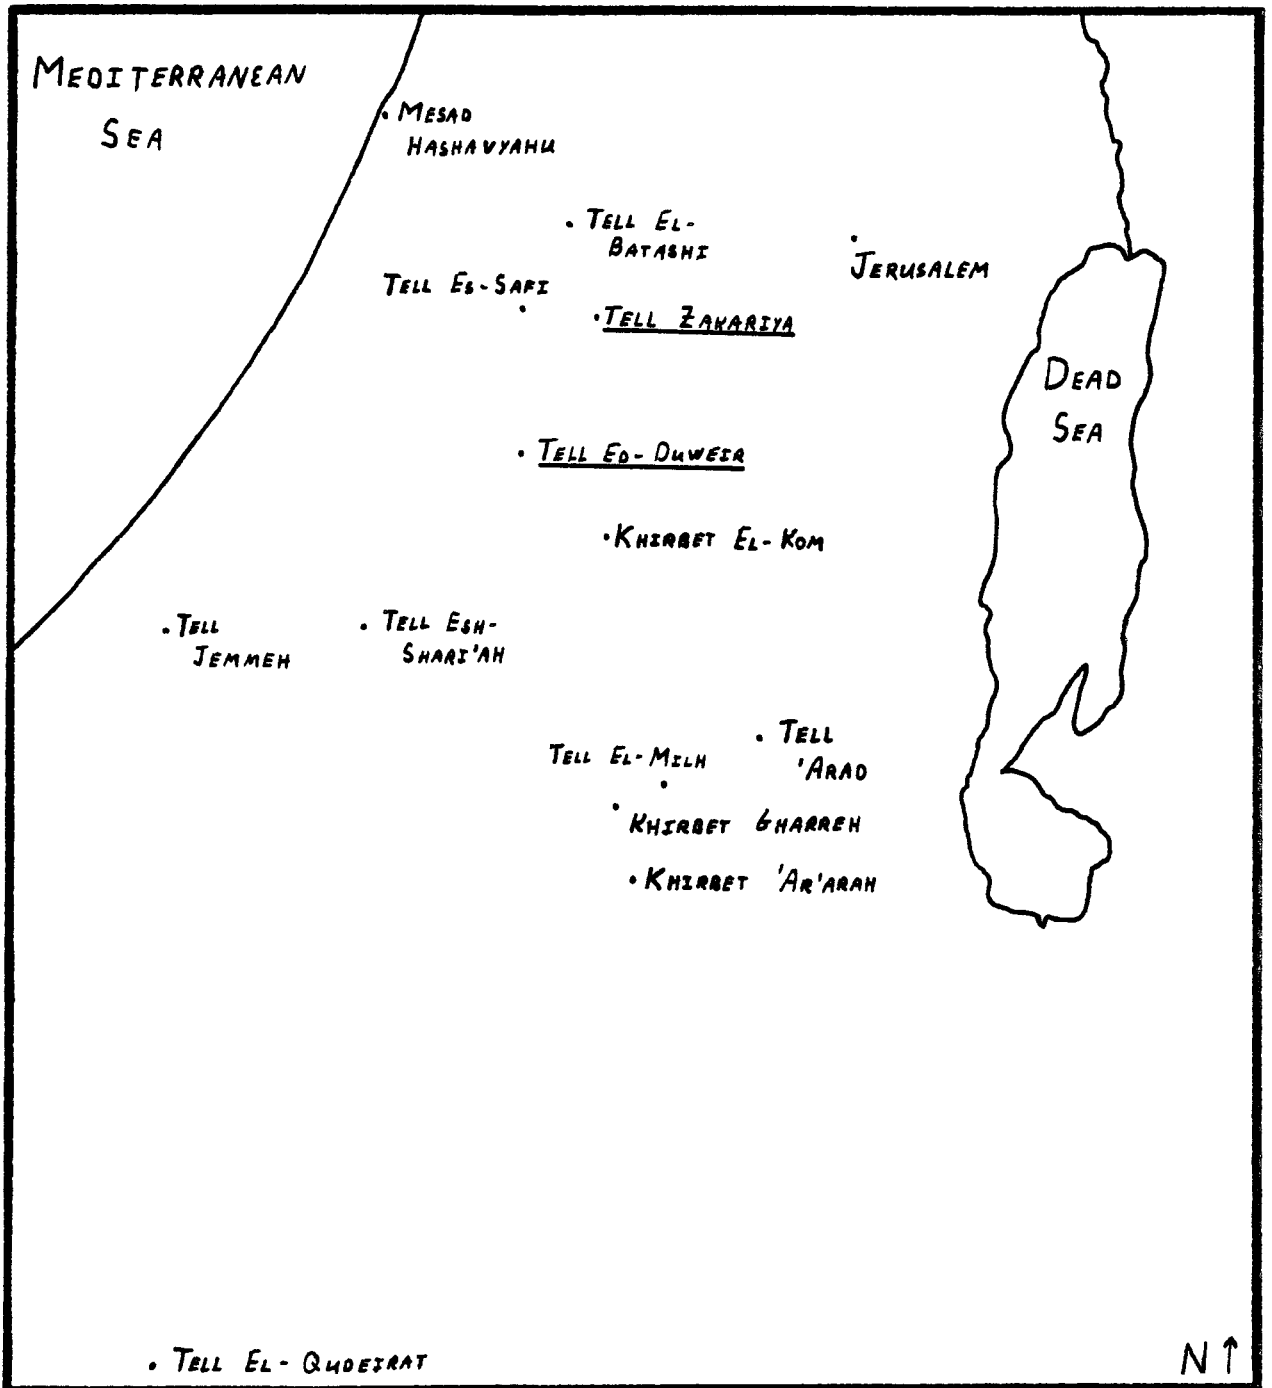 MEDITERRANEAN
SEA
MESAD
HASHAVYAHU
TELL EL-
BATASHI
JERUSALEM
TELL ES-SAFI
TELL ZAKARIYA
DEAD
SEA
TELL ED-DUWEIR
KHIRBET EL-KOM
TELL
JEMMEH
TELL ESH-
SHARI'AH
TELL
'ARAD
TELL EL-MILH
KHIRBET GHARREH
KHIRBET 'AR'ARAH
TELL EL-QUDEIRAT
N ↑